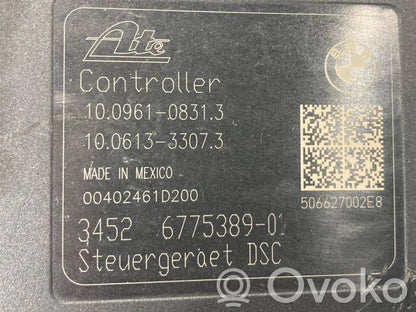 Ate
Controller
10.0961-0831.3
10.0613-3307.3
MADE IN MEXICO
00402461D200
506627002E8
3452 6775389-01
Steuergeraet DSC
Ovoko